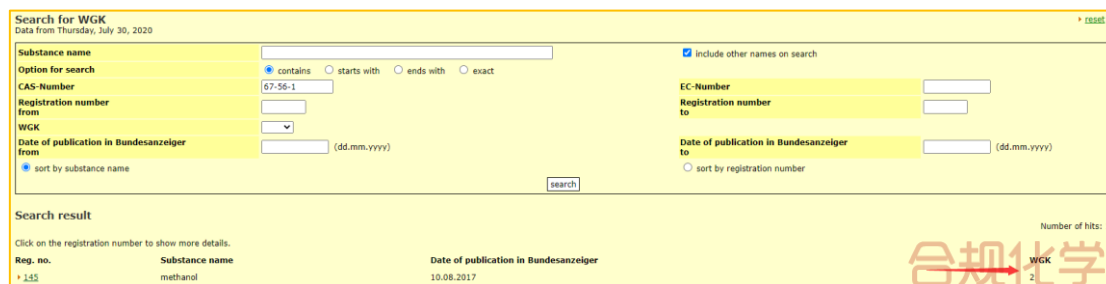 Search for WGK
reset
Data from Thursday, July 30, 2020
Substance name
include other names on search
Option for search
contains starts with ends with exact
CAS-Number 67-56-1 EC-Number
Registration number from
Registration number to
WGK
Date of publication in Bundesanzeiger from (dd.mm.yyyy)
Date of publication in Bundesanzeiger to (dd.mm.yyyy)
sort by substance name sort by registration number
search
Search result
Number of hits:
Click on the registration number to show more details.
Reg. no. Substance name Date of publication in Bundesanzeiger WGK
145 methanol 10.08.2017 2
合规化学